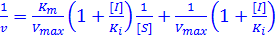 1/v = K_m/V_max (1 + [I]/K_i) 1/[S] + 1/V_max (1 + [I]/K_i)